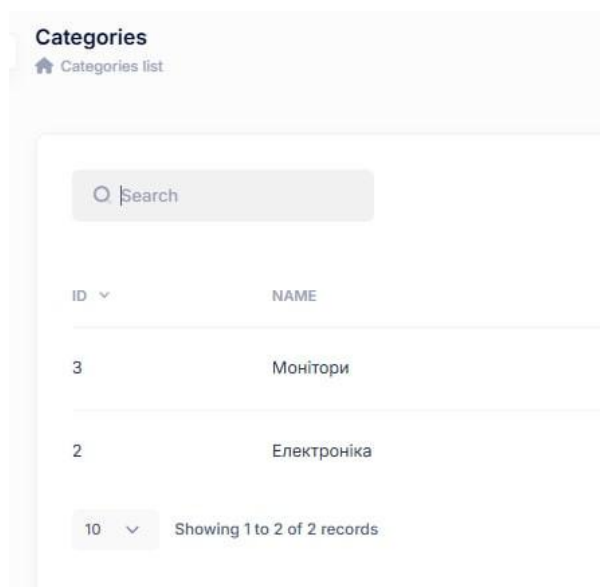 Categories
Categories list
Search
ID NAME
3 Монітори
2 Електроніка
10 Showing 1 to 2 of 2 records